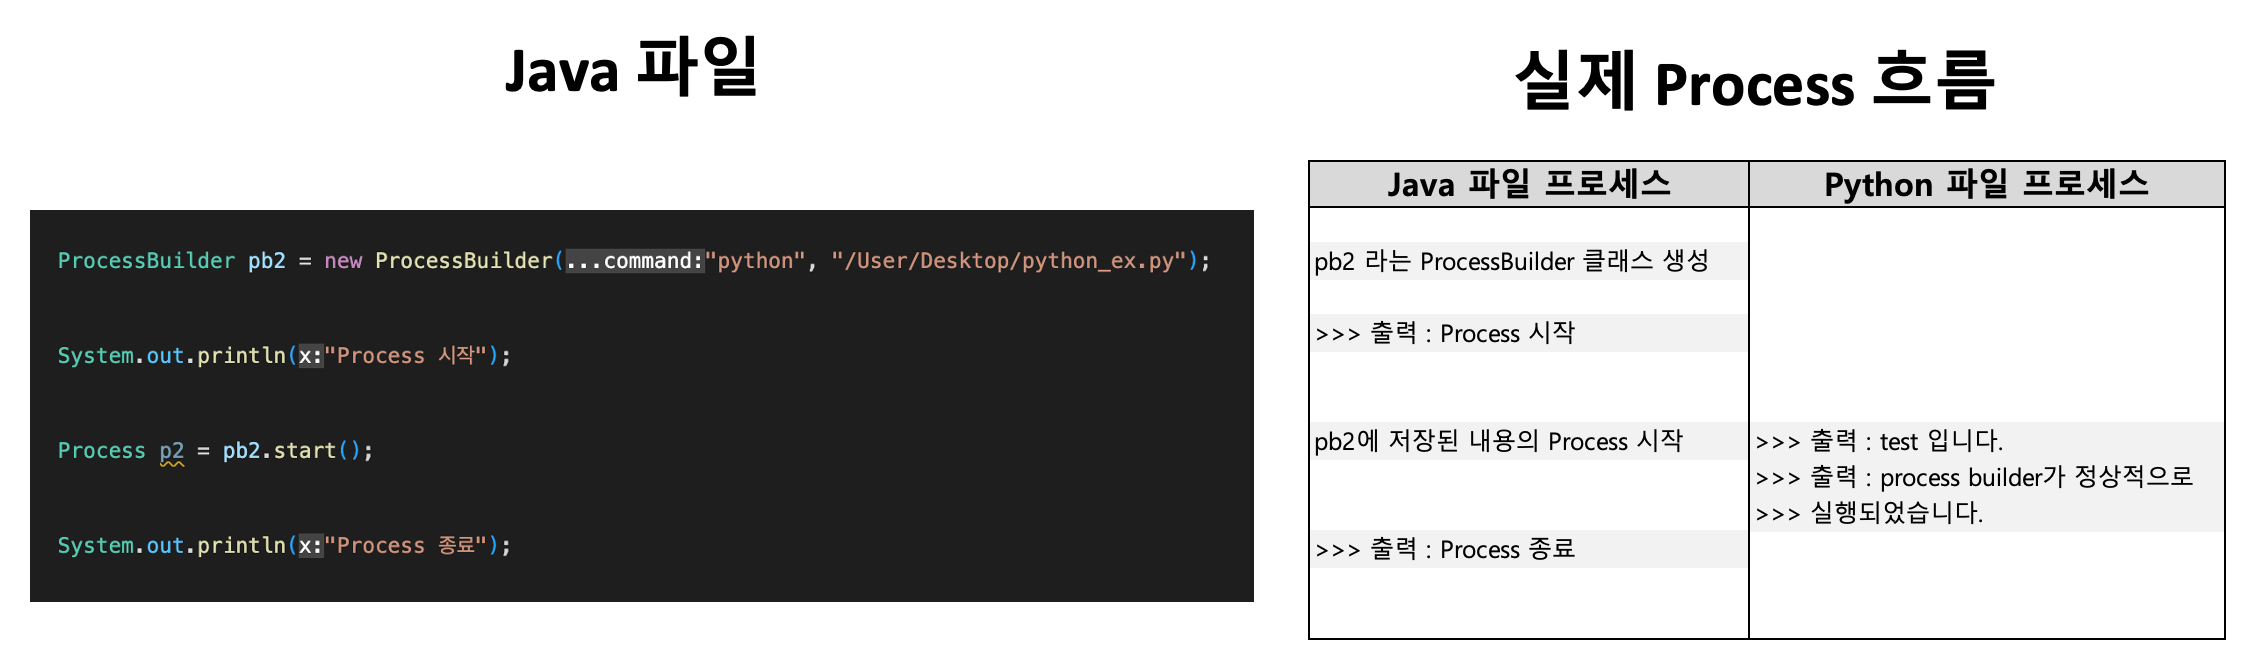 Java 파일
ProcessBuilder pb2 = new ProcessBuilder(...command:"python", "/User/Desktop/python_ex.py");
System.out.println(x:"Process 시작");
Process p2 = pb2.start();
System.out.println(x:"Process 종료");
실제 Process 흐름
Java 파일 프로세스
Python 파일 프로세스
pb2 라는 ProcessBuilder 클래스 생성
>>> 출력 : Process 시작
pb2에 저장된 내용의 Process 시작
>>> 출력 : test 입니다.
>>> 출력 : process builder가 정상적으로
>>> 실행되었습니다.
>>> 출력 : Process 종료